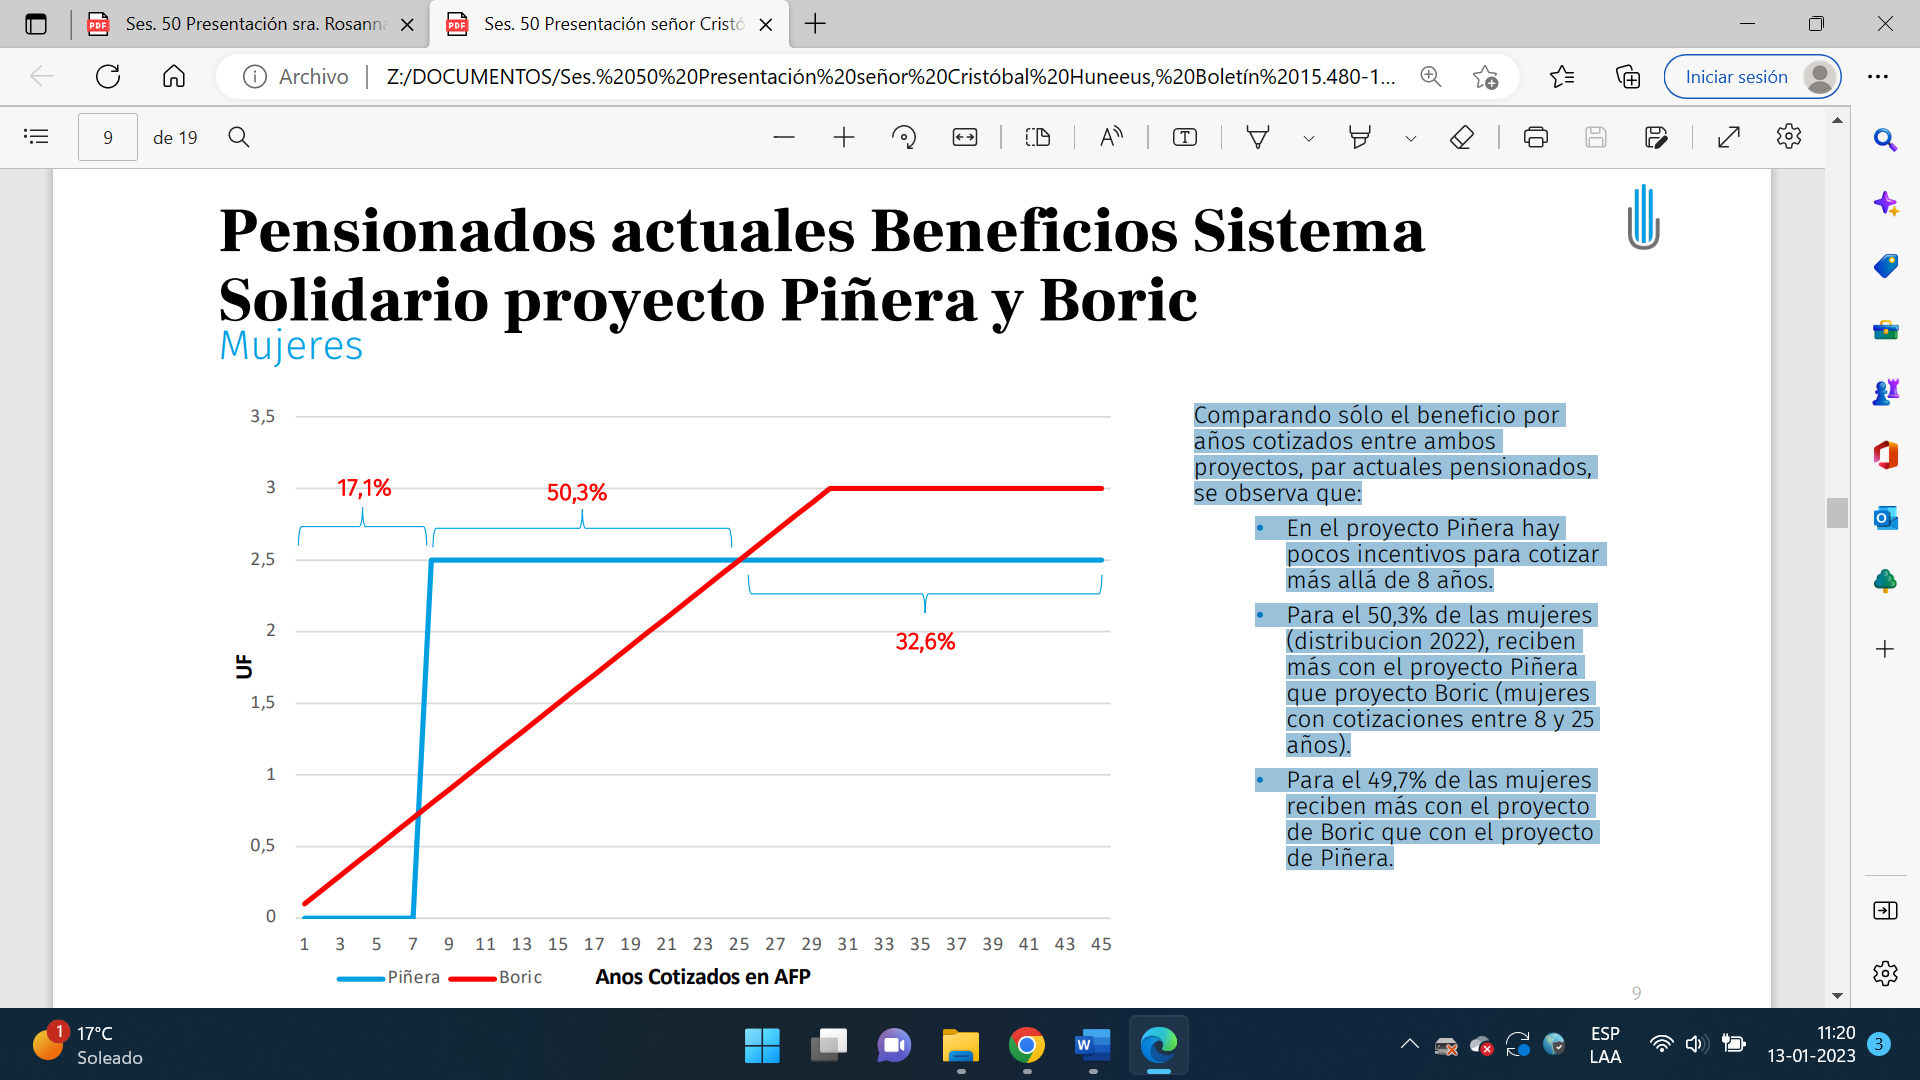 Ses. 50 Presentación sra. Rosanna
Ses. 50 Presentación señor Cristó
Archivo
Z:/DOCUMENTOS/Ses.%2050%20Presentación%20señor%20Cristóbal%20Huneeus,%20Boletín%2015.480-1...
Iniciar sesión
9
de 19
Pensionados actuales Beneficios Sistema
Solidario proyecto Piñera y Boric
Mujeres
3,5
3
2,5
2
1,5
1
0,5
0
UF
17,1%
50,3%
32,6%
1 3 5 7 9 11 13 15 17 19 21 23 25 27 29 31 33 35 37 39 41 43 45
Piñera Boric
Anos Cotizados en AFP
Comparando sólo el beneficio por
años cotizados entre ambos
proyectos, par actuales pensionados,
se observa que:
• En el proyecto Piñera hay
pocos incentivos para cotizar
más allá de 8 años.
• Para el 50,3% de las mujeres
(distribucion 2022), reciben
más con el proyecto Piñera
que proyecto Boric (mujeres
con cotizaciones entre 8 y 25
años).
• Para el 49,7% de las mujeres
reciben más con el proyecto
de Boric que con el proyecto
de Piñera.
9
1
17°C
Soleado
ESP
LAA
11:20
13-01-2023
3